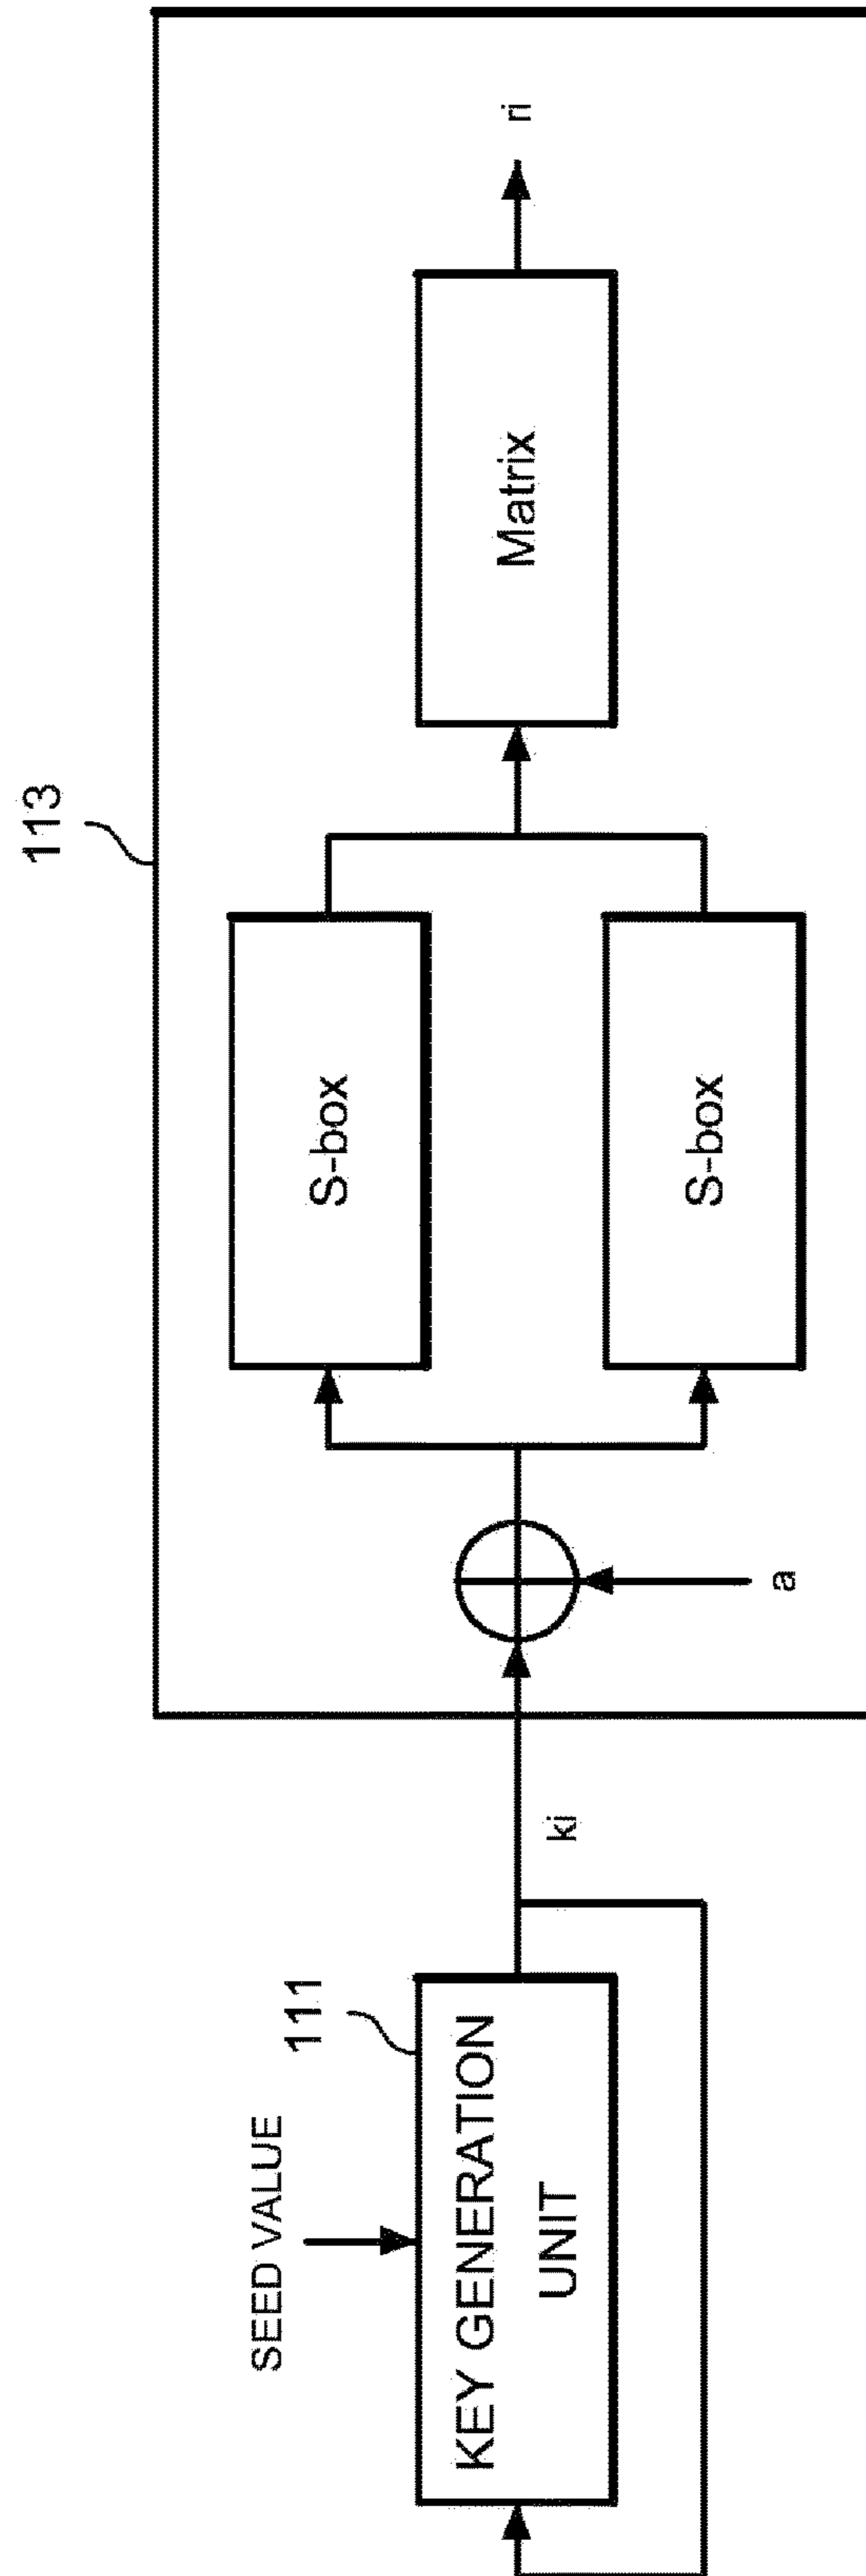 113
SEED VALUE
111
KEY GENERATION
UNIT
ki
a
S-box
S-box
Matrix
ri